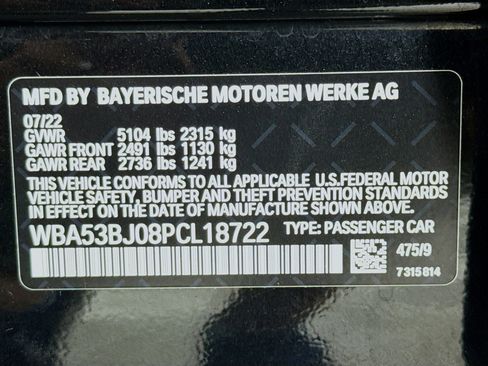 MFD BY BAYERISCHE MOTOREN WERKE AG
07/22
GVWR 5104 lbs 2315 kg
GAWR FRONT 2491 lbs 1130 kg
GAWR REAR 2736 lbs 1241 kg
THIS VEHICLE CONFORMS TO ALL APPLICABLE U.S.FEDERAL MOTOR
VEHICLE SAFETY, BUMPER AND THEFT PREVENTION STANDARDS
IN EFFECT ON THE DATE OF MANUFACTURE SHOWN ABOVE.
WBA53BJ08PCL18722 TYPE: PASSENGER CAR
475/9
7315814